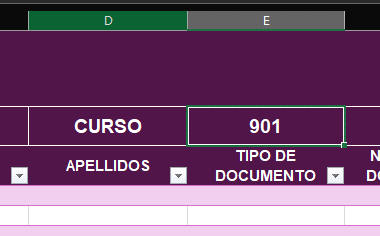 D E
CURSO 901
APELLIDOS TIPO DE
DOCUMENTO